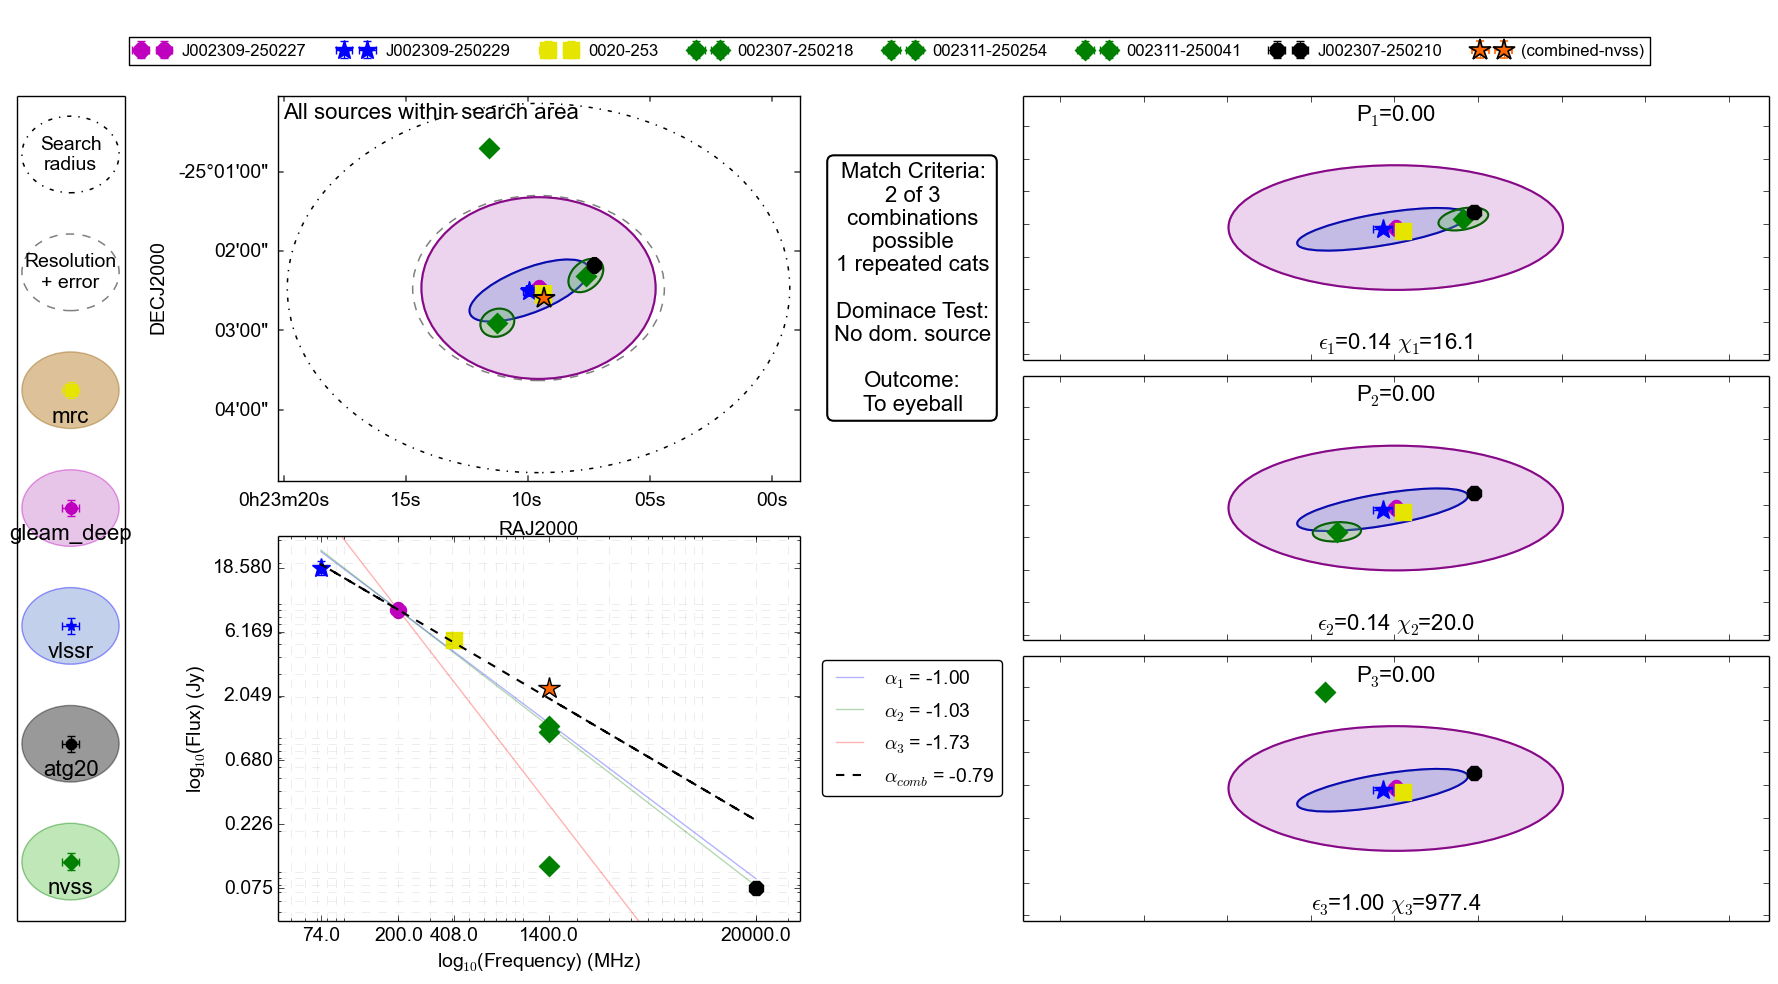 J002309-250227 J002309-250229 0020-253 002307-250218 002311-250254 002311-250041 J002307-250210 (combined-nvss)
Search
radius
Resolution
+ error
mrc
gleam_deep
vlssr
atg20
nvss
All sources within search area
DECJ2000
-25°01'00"
02'00"
03'00"
04'00"
0h23m20s 15s 10s 05s 00s
RAJ2000
log10(Flux) (Jy)
18.580
6.169
2.049
0.680
0.226
0.075
74.0 200.0 408.0 1400.0 20000.0
log10(Frequency) (MHz)
Match Criteria:
2 of 3
combinations
possible
1 repeated cats
Dominace Test:
No dom. source
Outcome:
To eyeball
α1 = -1.00
α2 = -1.03
α3 = -1.73
αcomb = -0.79
P1=0.00
ϵ1=0.14 χ1=16.1
P2=0.00
ϵ2=0.14 χ2=20.0
P3=0.00
ϵ3=1.00 χ3=977.4